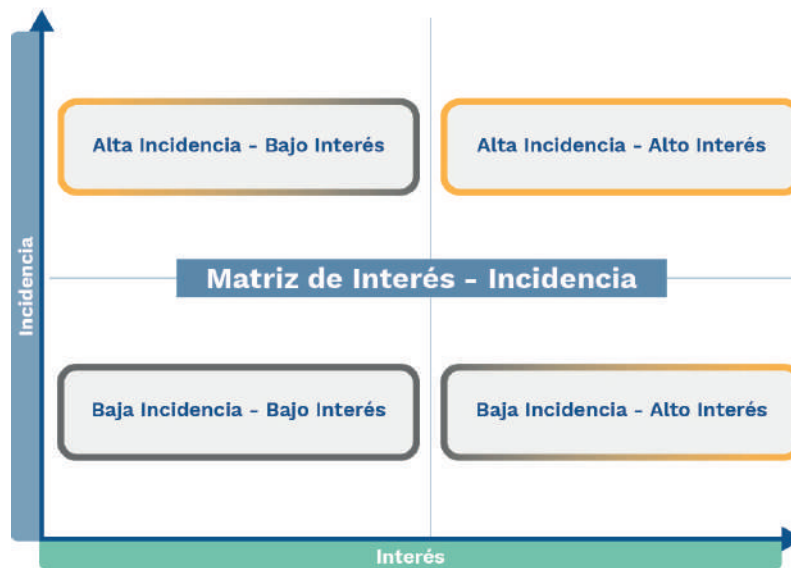 Alta Incidencia - Bajo Interés
Alta Incidencia - Alto Interés
Incidencia
Matriz de Interés - Incidencia
Baja Incidencia - Bajo Interés
Baja Incidencia - Alto Interés
Interés